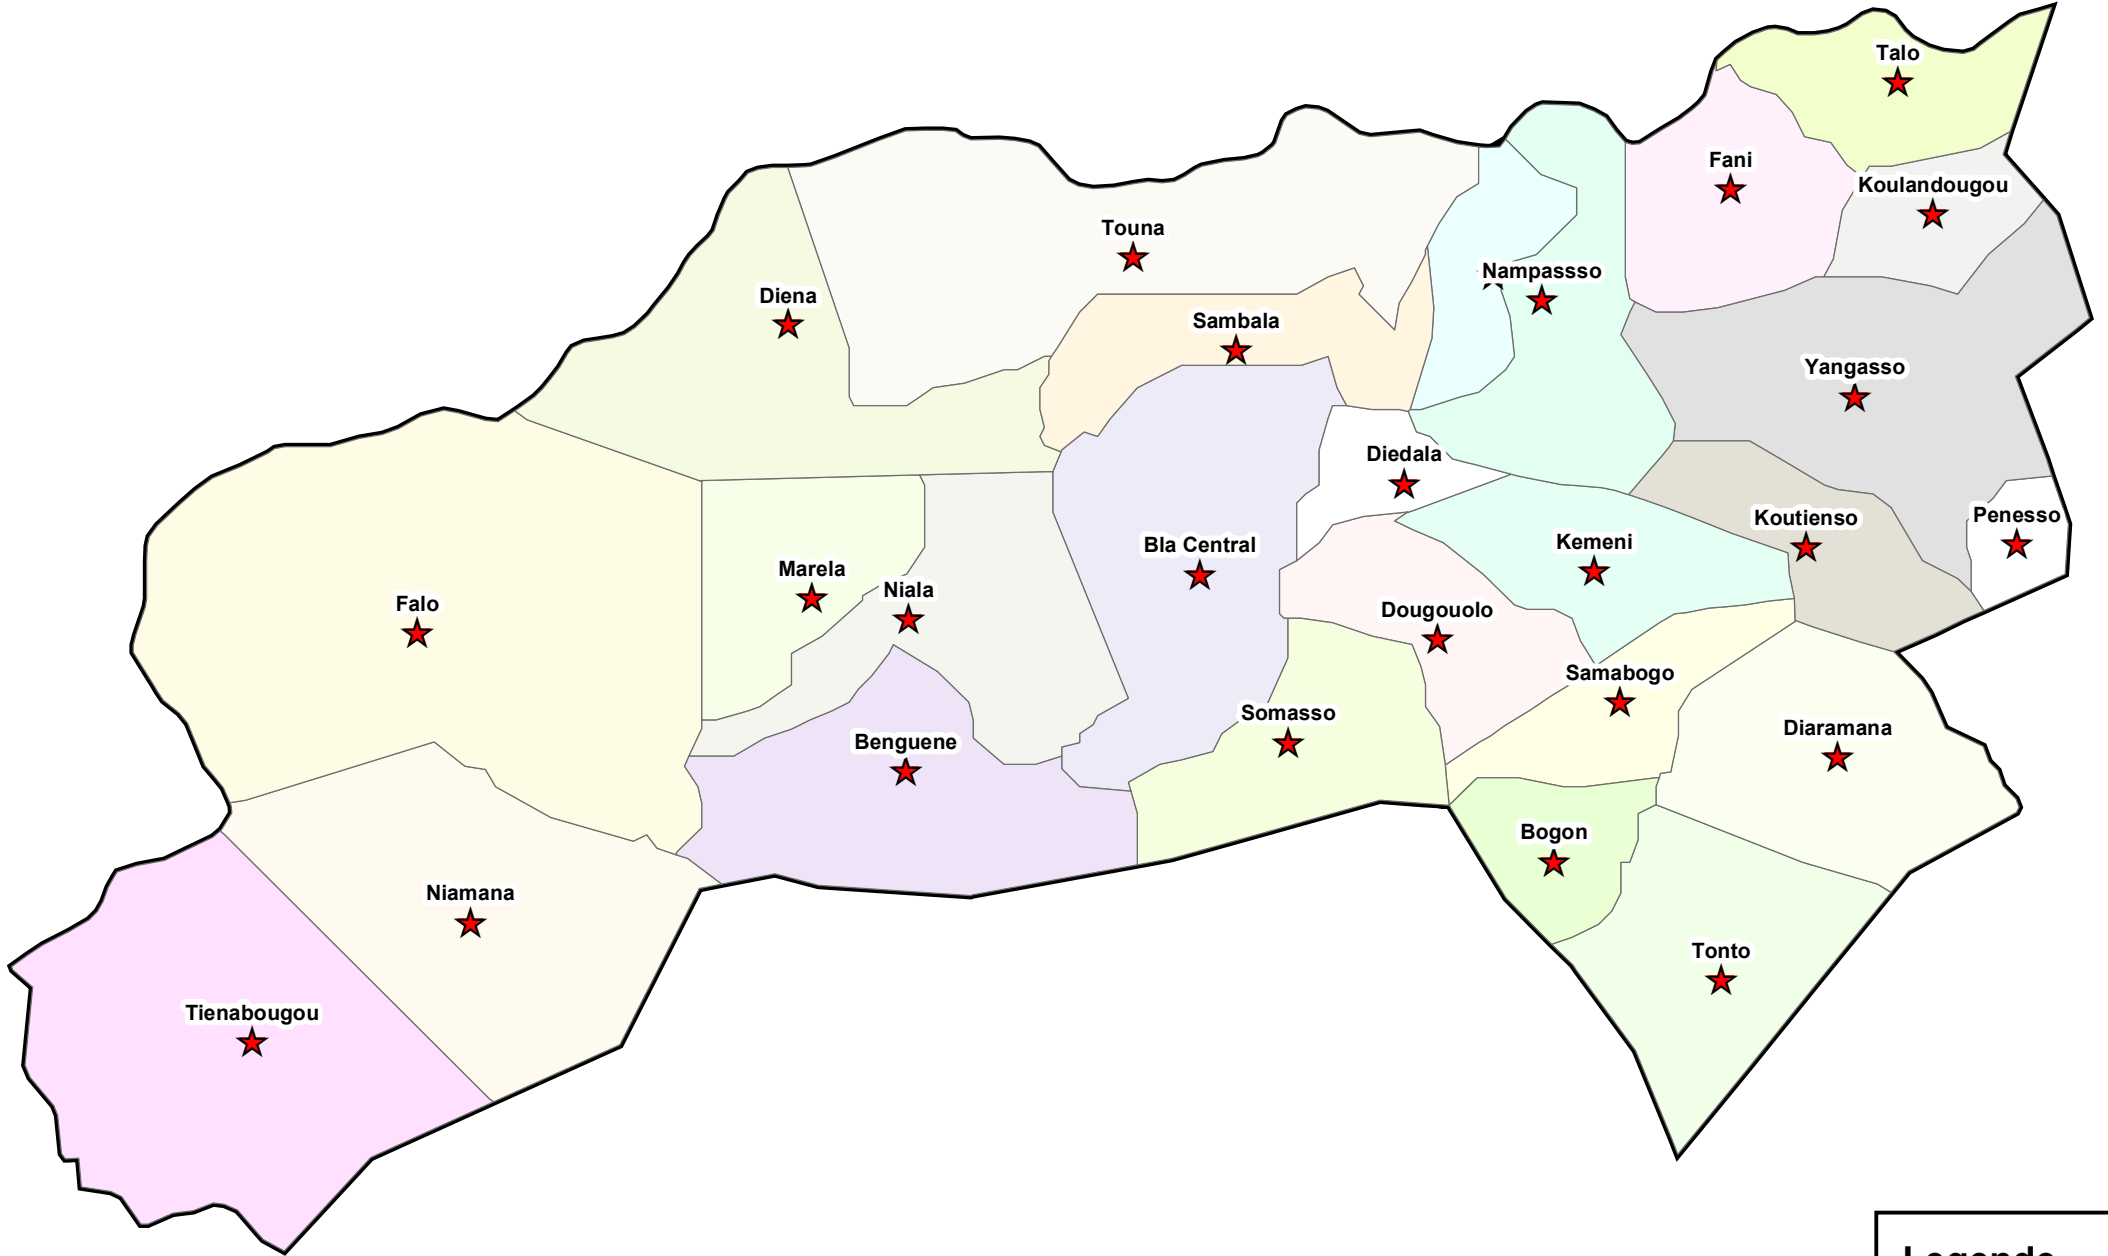 Talo
Fani
Koulandougou
Touna
Nampassso
Diena
Sambala
Yangasso
Diedala
Penesso
Koutienso
Kemeni
Bla Central
Marela
Niala
Falo
Dougouolo
Samabogo
Somasso
Diaramana
Benguene
Bogon
Niamana
Tonto
Tienabougou